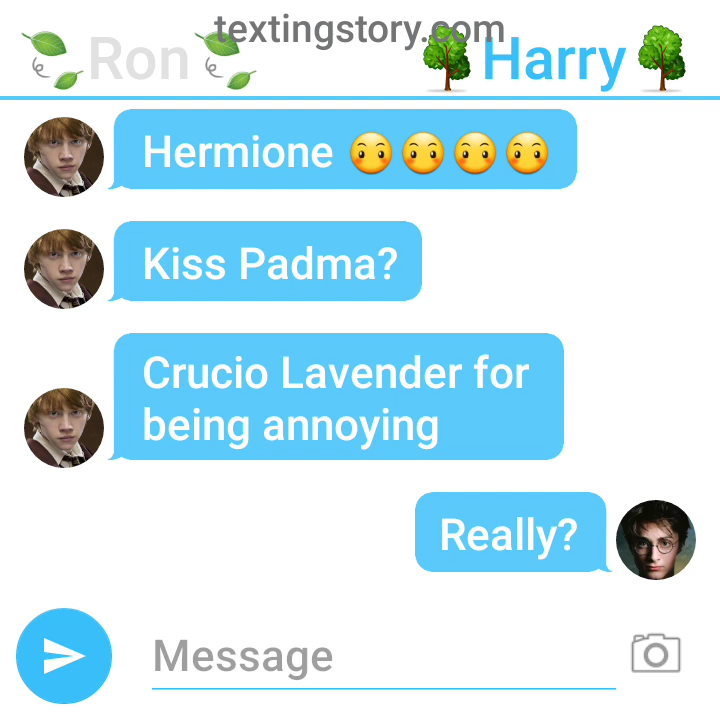 textingstory.com
Ron Harry
Hermione 😶😶😶😶
Kiss Padma?
Crucio Lavender for
being annoying
Really?
Message